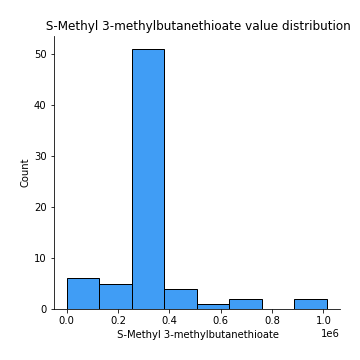 S-Methyl 3-methylbutanethioate value distribution
50
40
30
20
10
0
Count
0.0 0.2 0.4 0.6 0.8 1.0
1e6
S-Methyl 3-methylbutanethioate